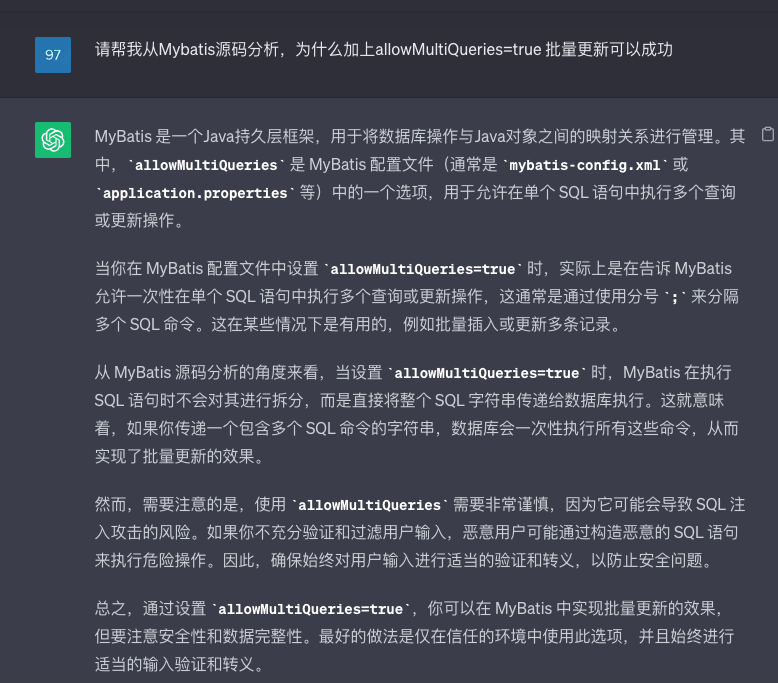 97
请帮我从Mybatis源码分析，为什么加上allowMultiQueries=true 批量更新可以成功
MyBatis 是一个Java持久层框架，用于将数据库操作与Java对象之间的映射关系进行管理。其
中，`allowMultiQueries` 是 MyBatis 配置文件（通常是 `mybatis-config.xml` 或
`application.properties` 等）中的一个选项，用于允许在单个 SQL 语句中执行多个查询
或更新操作。
当你在 MyBatis 配置文件中设置 `allowMultiQueries=true` 时，实际上是在告诉 MyBatis
允许一次性在单个 SQL 语句中执行多个查询或更新操作，这通常是通过使用分号 `;` 来分隔
多个 SQL 命令。这在某些情况下是有用的，例如批量插入或更新多条记录。
从 MyBatis 源码分析的角度来看，当设置 `allowMultiQueries=true` 时，MyBatis 在执行
SQL 语句时不会对其进行拆分，而是直接将整个 SQL 字符串传递给数据库执行。这就意味
着，如果你传递一个包含多个 SQL 命令的字符串，数据库会一次性执行所有这些命令，从而
实现了批量更新的效果。
然而，需要注意的是，使用 `allowMultiQueries` 需要非常谨慎，因为它可能会导致 SQL 注
入攻击的风险。如果你不充分验证和过滤用户输入，恶意用户可能通过构造恶意的 SQL 语句
来执行危险操作。因此，确保始终对用户输入进行适当的验证和转义，以防止安全问题。
总之，通过设置 `allowMultiQueries=true`，你可以在 MyBatis 中实现批量更新的效果，
但要注意安全性和数据完整性。最好的做法是仅在信任的环境中使用此选项，并且始终进行
适当的输入验证和转义。